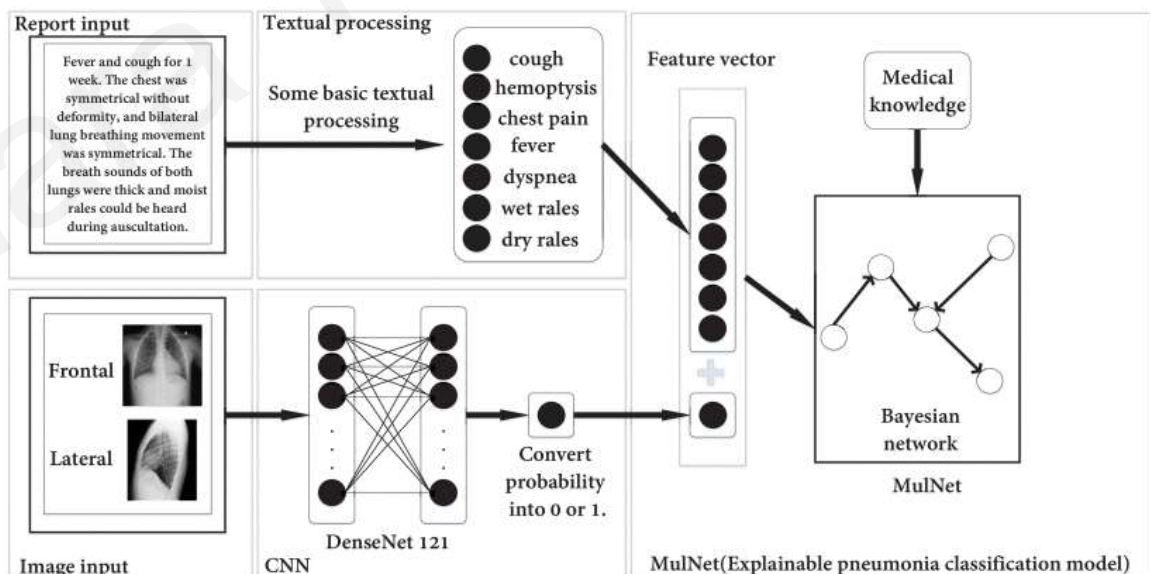 Report input
Fever and cough for 1
week. The chest was
symmetrical without
deformity, and bilateral
lung breathing movement
was symmetrical. The
breath sounds of both
lungs were thick and moist
rales could be heard
during auscultation.
Textual processing
Some basic textual
processing
cough
hemoptysis
chest pain
fever
dyspnea
wet rales
dry rales
Feature vector
Medical
knowledge
Bayesian
network
MulNet
Frontal
Lateral
Image input
DenseNet 121
CNN
Convert
probability
into 0 or 1.
MulNet(Explainable pneumonia classification model)